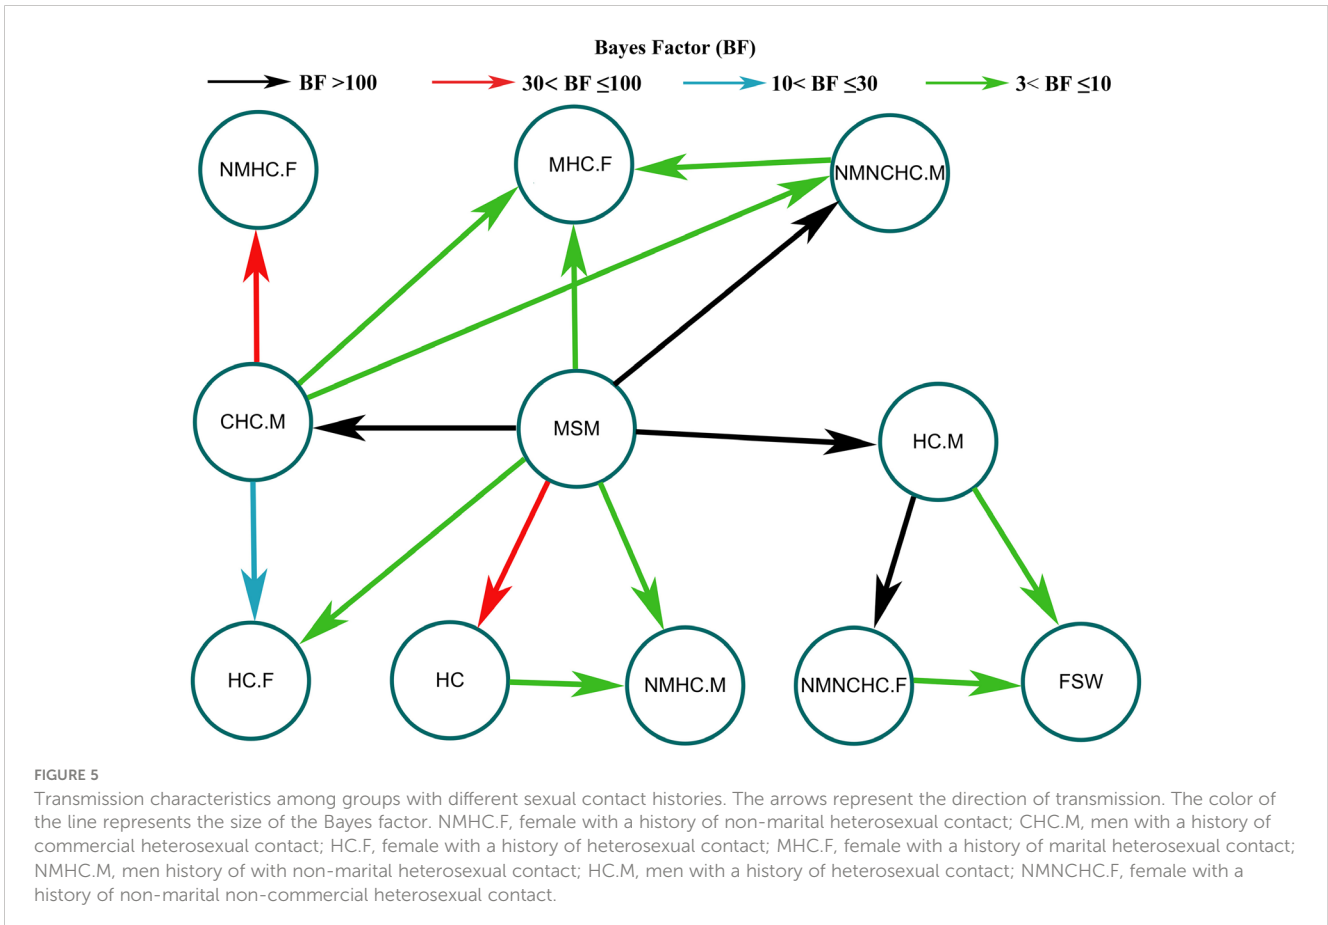 Bayes Factor (BF)
BF >100
30< BF ≤100
10< BF ≤30
3< BF ≤10
NMHC.F
MHC.F
NMNCHC.M
CHC.M
MSM
HC.M
HC.F
HC
NMHC.M
NMNCHC.F
FSW
FIGURE 5
Transmission characteristics among groups with different sexual contact histories. The arrows represent the direction of transmission. The color of
the line represents the size of the Bayes factor. NMHC.F, female with a history of non-marital heterosexual contact; CHC.M, men with a history of
commercial heterosexual contact; HC.F, female with a history of heterosexual contact; MHC.F, female with a history of marital heterosexual contact;
NMHC.M, men history of with non-marital heterosexual contact; HC.M, men with a history of heterosexual contact; NMNCHC.F, female with a
history of non-marital non-commercial heterosexual contact.